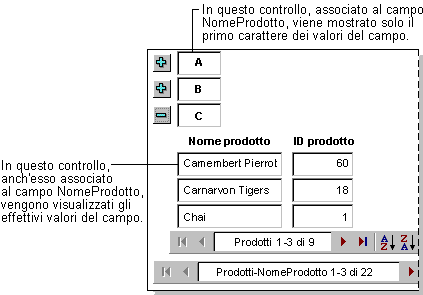 In questo controllo, associato al campo
NomeProdotto, viene mostrato solo il
primo carattere dei valori del campo.
A
B
C
Nome prodotto ID prodotto
Camembert Pierrot 60
Carnarvon Tigers 18
Chai 1
In questo controllo,
anch'esso associato
al campo NomeProdotto,
vengono visualizzati gli
effettivi valori del campo.
Prodotti 1-3 di 9 A Z Z A
Prodotti-NomeProdotto 1-3 di 22